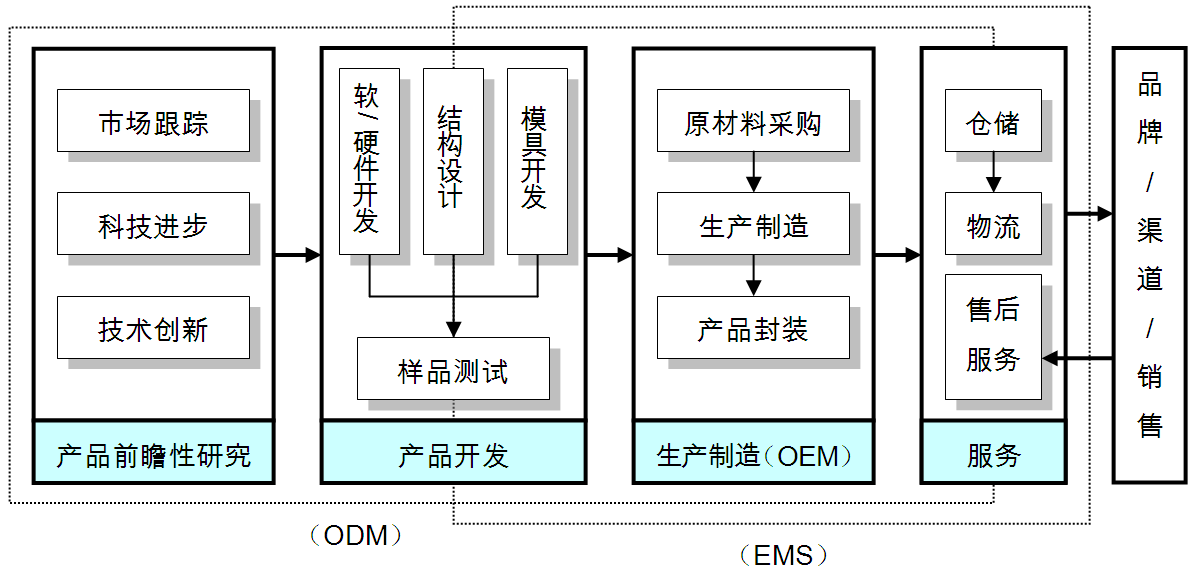 市场跟踪
科技进步
技术创新
产品前瞻性研究
软/硬件开发
结构设计
模具开发
样品测试
产品开发
原材料采购
生产制造
产品封装
生产制造（OEM）
仓储
物流
售后
服务
服务
品牌/渠道/销售
（ODM）
（EMS）